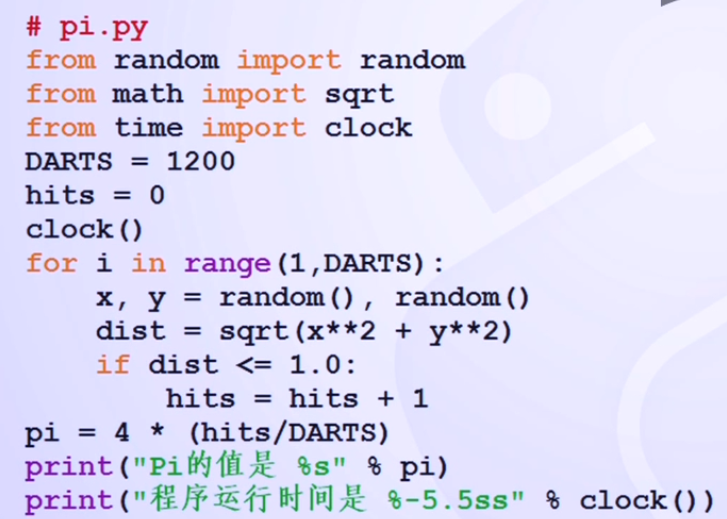 # pi.py
from random import random
from math import sqrt
from time import clock
DARTS = 1200
hits = 0
clock()
for i in range(1,DARTS):
    x, y = random(), random()
    dist = sqrt(x**2 + y**2)
    if dist <= 1.0:
        hits = hits + 1
pi = 4 * (hits/DARTS)
print("Pi的值是 %s" % pi)
print("程序运行时间是 %-5.5ss" % clock())